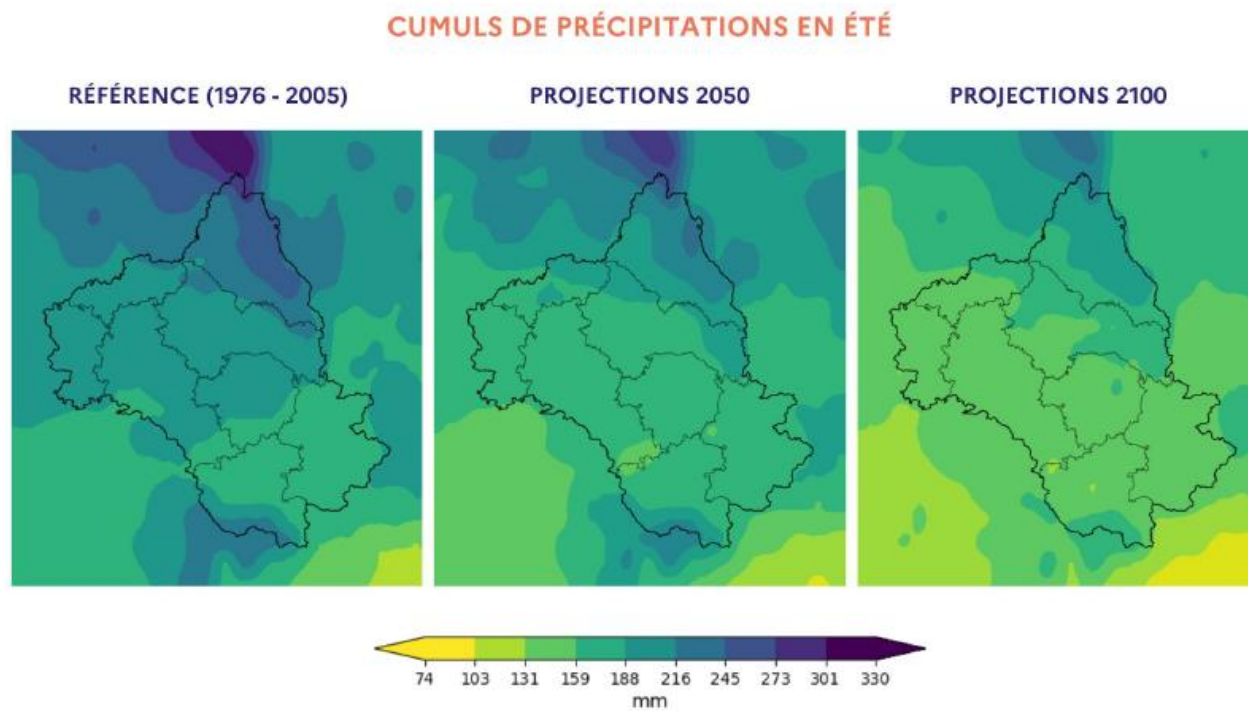 CUMULS DE PRÉCIPITATIONS EN ÉTÉ
RÉFÉRENCE (1976 - 2005)
PROJECTIONS 2050
PROJECTIONS 2100
74 103 131 159 188 216 245 273 301 330
mm